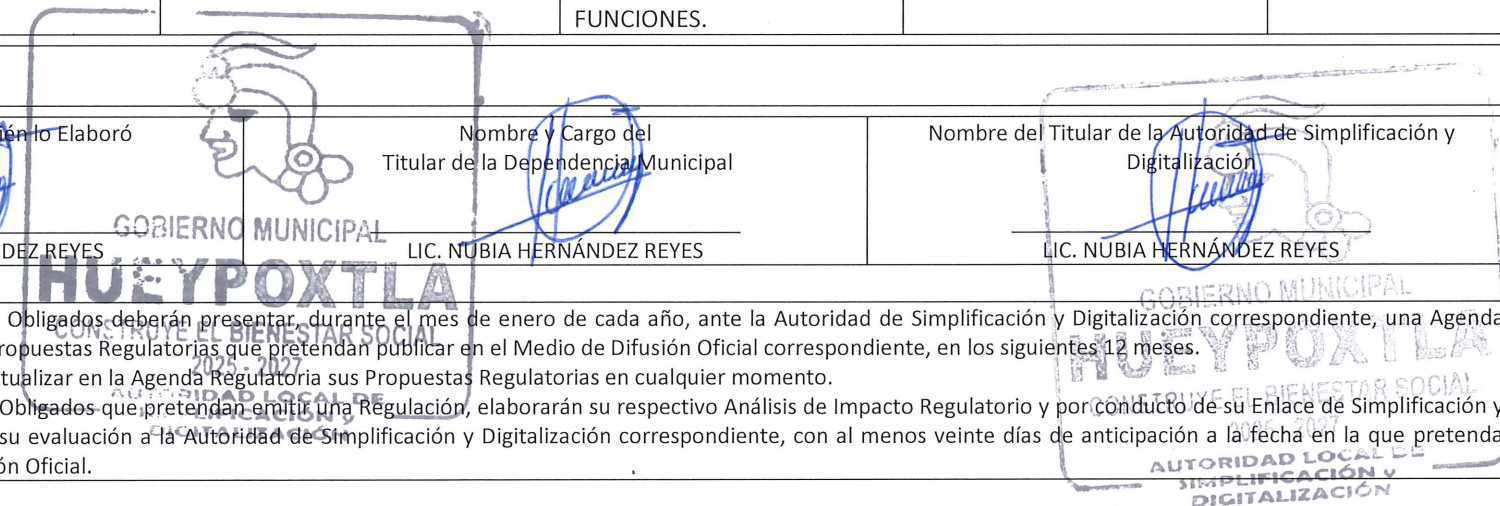 FUNCIONES.
ién lo Elaboró
Nombre y Cargo del
Titular de la Dependencia Municipal
Nombre del Titular de la Autoridad de Simplificación y
Digitalización
DEZ REYES
LIC. NUBIA HERNÁNDEZ REYES
LIC. NUBIA HERNÁNDEZ REYES
GOBIERNO MUNICIPAL
HUEYPOXTLA
CONSTRUYE EL BIENESTAR SOCIAL
2025 - 2027
AUTORIDAD LOCAL DE
SIMPLIFICACIÓN y
DIGITALIZACIÓN
Obligados deberán presentar, durante el mes de enero de cada año, ante la Autoridad de Simplificación y Digitalización correspondiente, una Agenda
ropuestas Regulatorias que pretendan publicar en el Medio de Difusión Oficial correspondiente, en los siguientes 12 meses.
tualizar en la Agenda Regulatoria sus Propuestas Regulatorias en cualquier momento.
Obligados que pretendan emitir una Regulación, elaborarán su respectivo Análisis de Impacto Regulatorio y por conducto de su Enlace de Simplificación y
su evaluación a la Autoridad de Simplificación y Digitalización correspondiente, con al menos veinte días de anticipación a la fecha en la que pretenda
ón Oficial.
GOBIERNO MUNICIPAL
HUEYPOXTLA
CONSTRUYE EL BIENESTAR SOCIAL
2025 - 2027
AUTORIDAD LOCAL DE
SIMPLIFICACIÓN y
DIGITALIZACIÓN